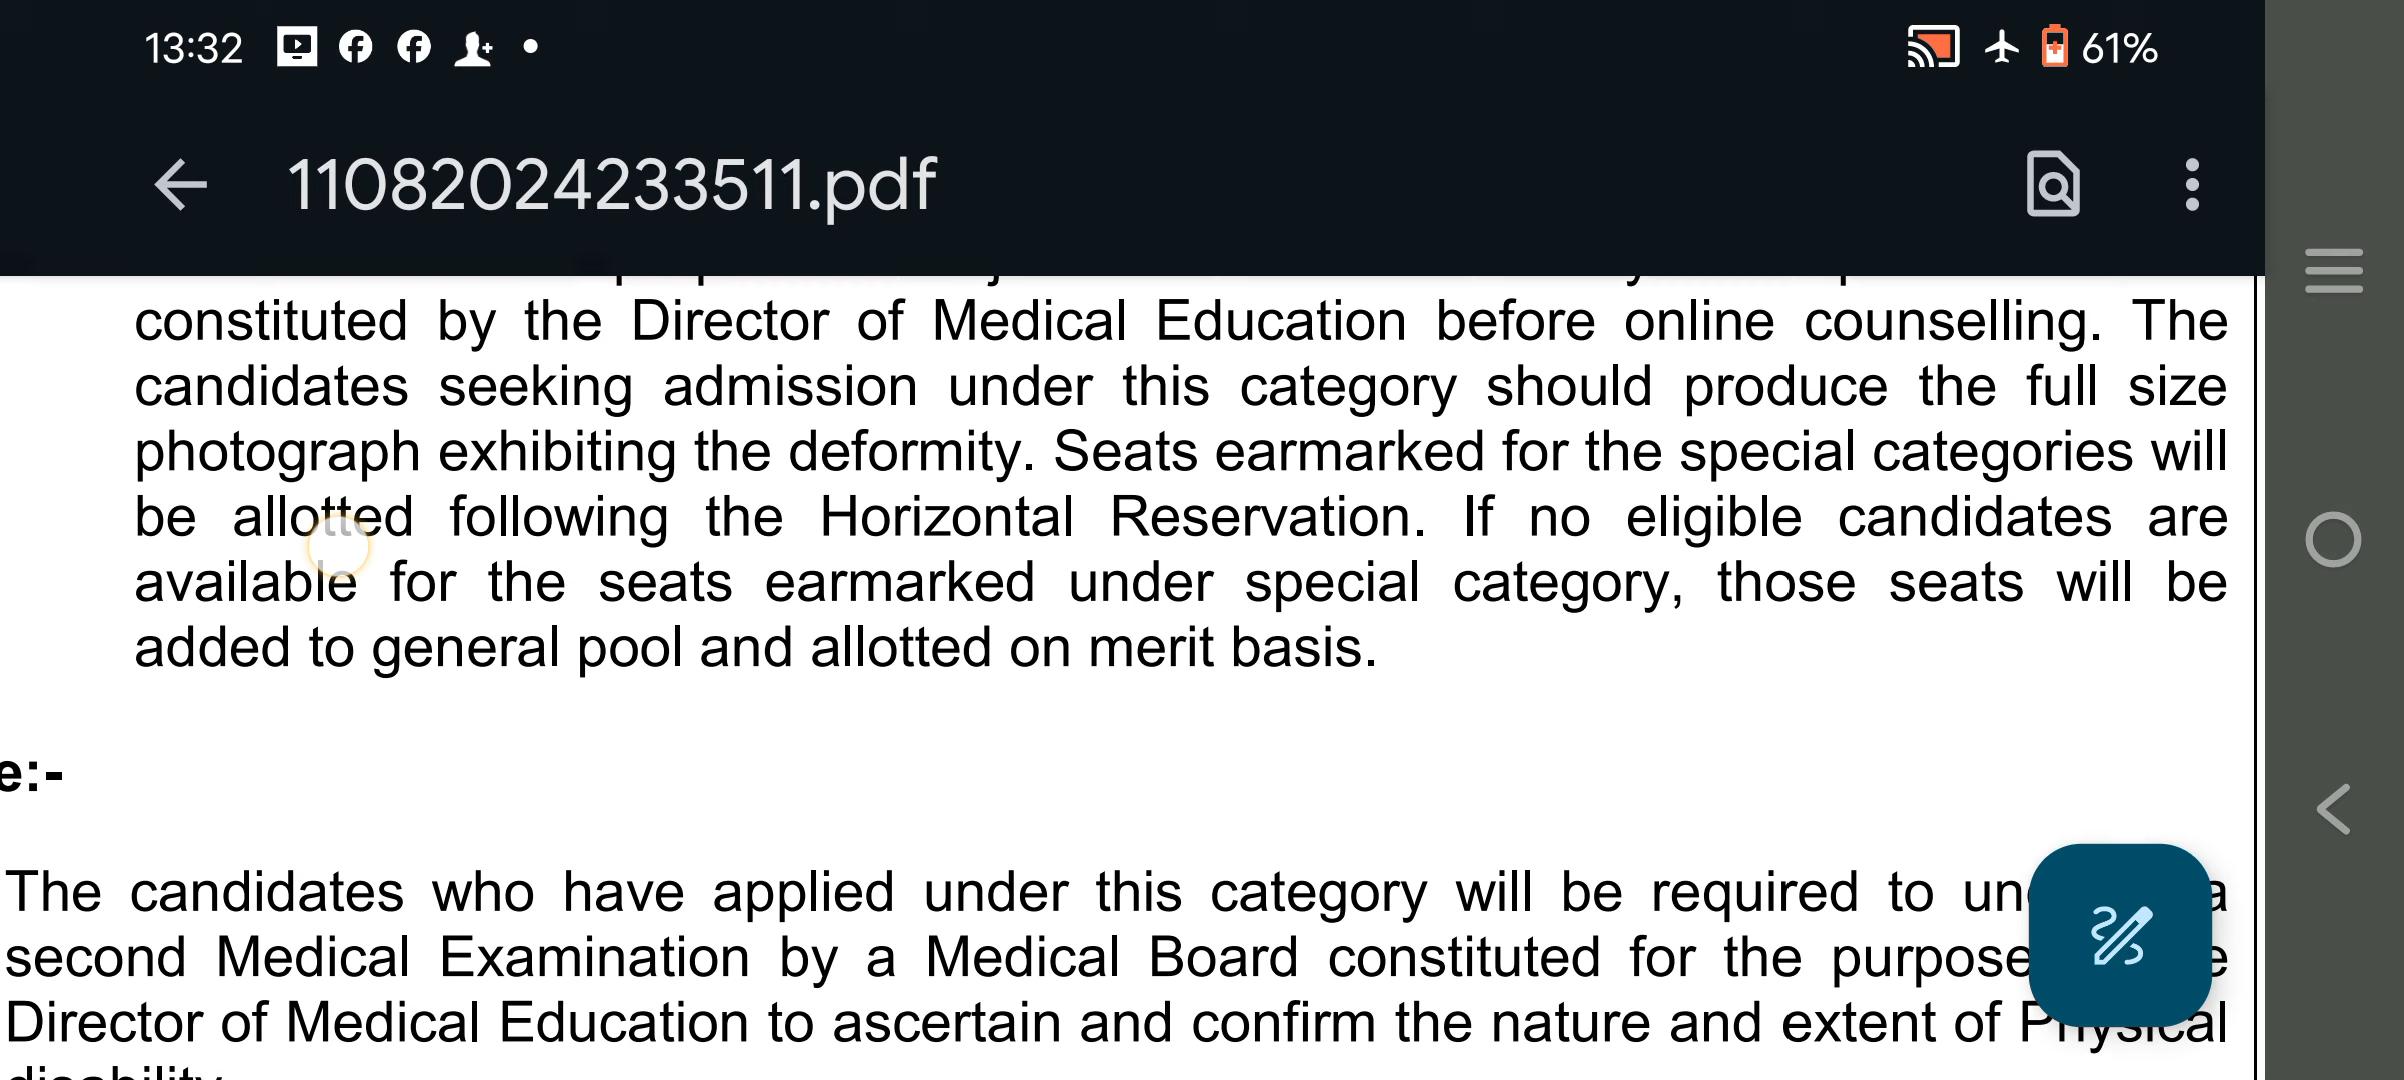 13:32
61%
11082024233511.pdf
constituted by the Director of Medical Education before online counselling. The
candidates seeking admission under this category should produce the full size
photograph exhibiting the deformity. Seats earmarked for the special categories will
be allotted following the Horizontal Reservation. If no eligible candidates are
available for the seats earmarked under special category, those seats will be
added to general pool and allotted on merit basis.
e:-
The candidates who have applied under this category will be required to un a
second Medical Examination by a Medical Board constituted for the purpose e
Director of Medical Education to ascertain and confirm the nature and extent of Physical
disability